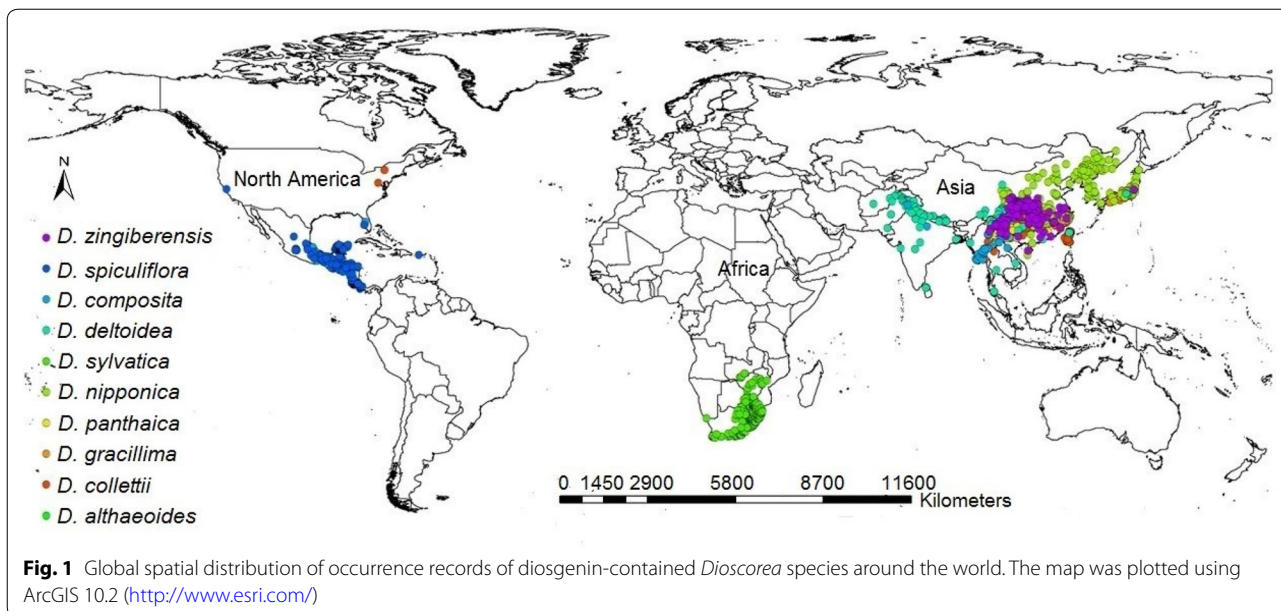 N
North America
Asia
Africa
D. zingiberensis
D. spiculiflora
D. composita
D. deltoidea
D. sylvatica
D. nipponica
D. panthaica
D. gracillima
D. collettii
D. althaeoides
0 1450 2900 5800 8700 11600
Kilometers
Fig. 1 Global spatial distribution of occurrence records of diosgenin-contained Dioscorea species around the world. The map was plotted using
ArcGIS 10.2 (http://www.esri.com/)